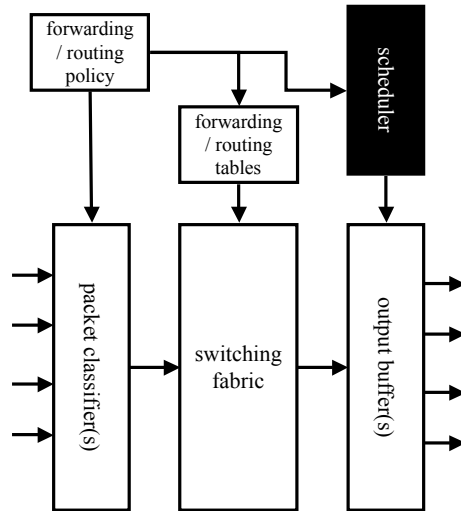 forwarding
/ routing
policy
scheduler
forwarding
/ routing
tables
packet classifier(s)
switching
fabric
output buffer(s)